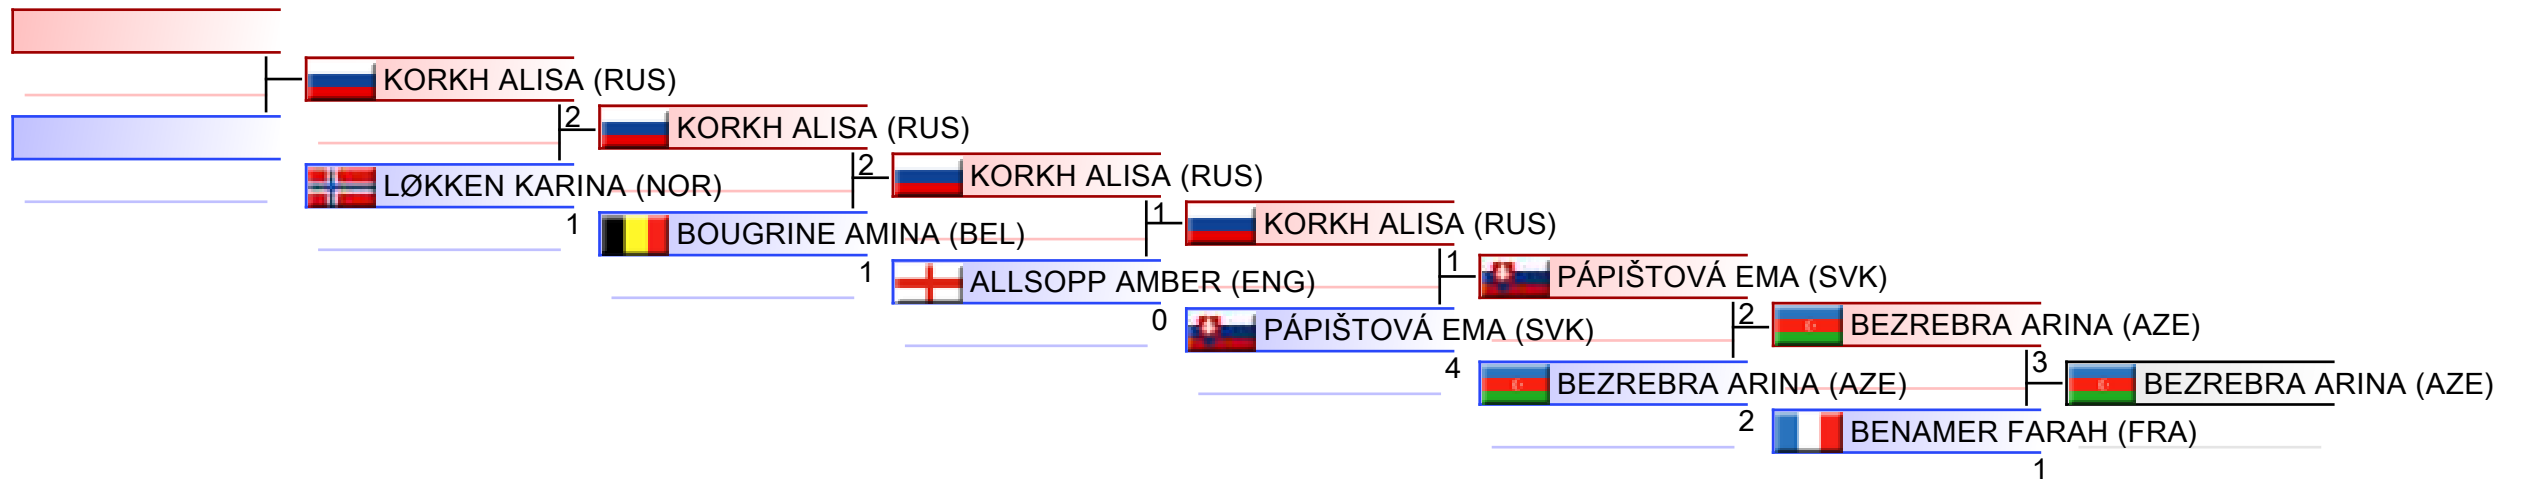 KORKH ALISA (RUS)
2
KORKH ALISA (RUS)
LØKKEN KARINA (NOR)
1
2
KORKH ALISA (RUS)
BOUGRINE AMINA (BEL)
1
1
KORKH ALISA (RUS)
ALLSOPP AMBER (ENG)
0
1
PÁPIŠTOVÁ EMA (SVK)
PÁPIŠTOVÁ EMA (SVK)
4
2
BEZREBRA ARINA (AZE)
BEZREBRA ARINA (AZE)
2
3
BEZREBRA ARINA (AZE)
BENAMER FARAH (FRA)
1